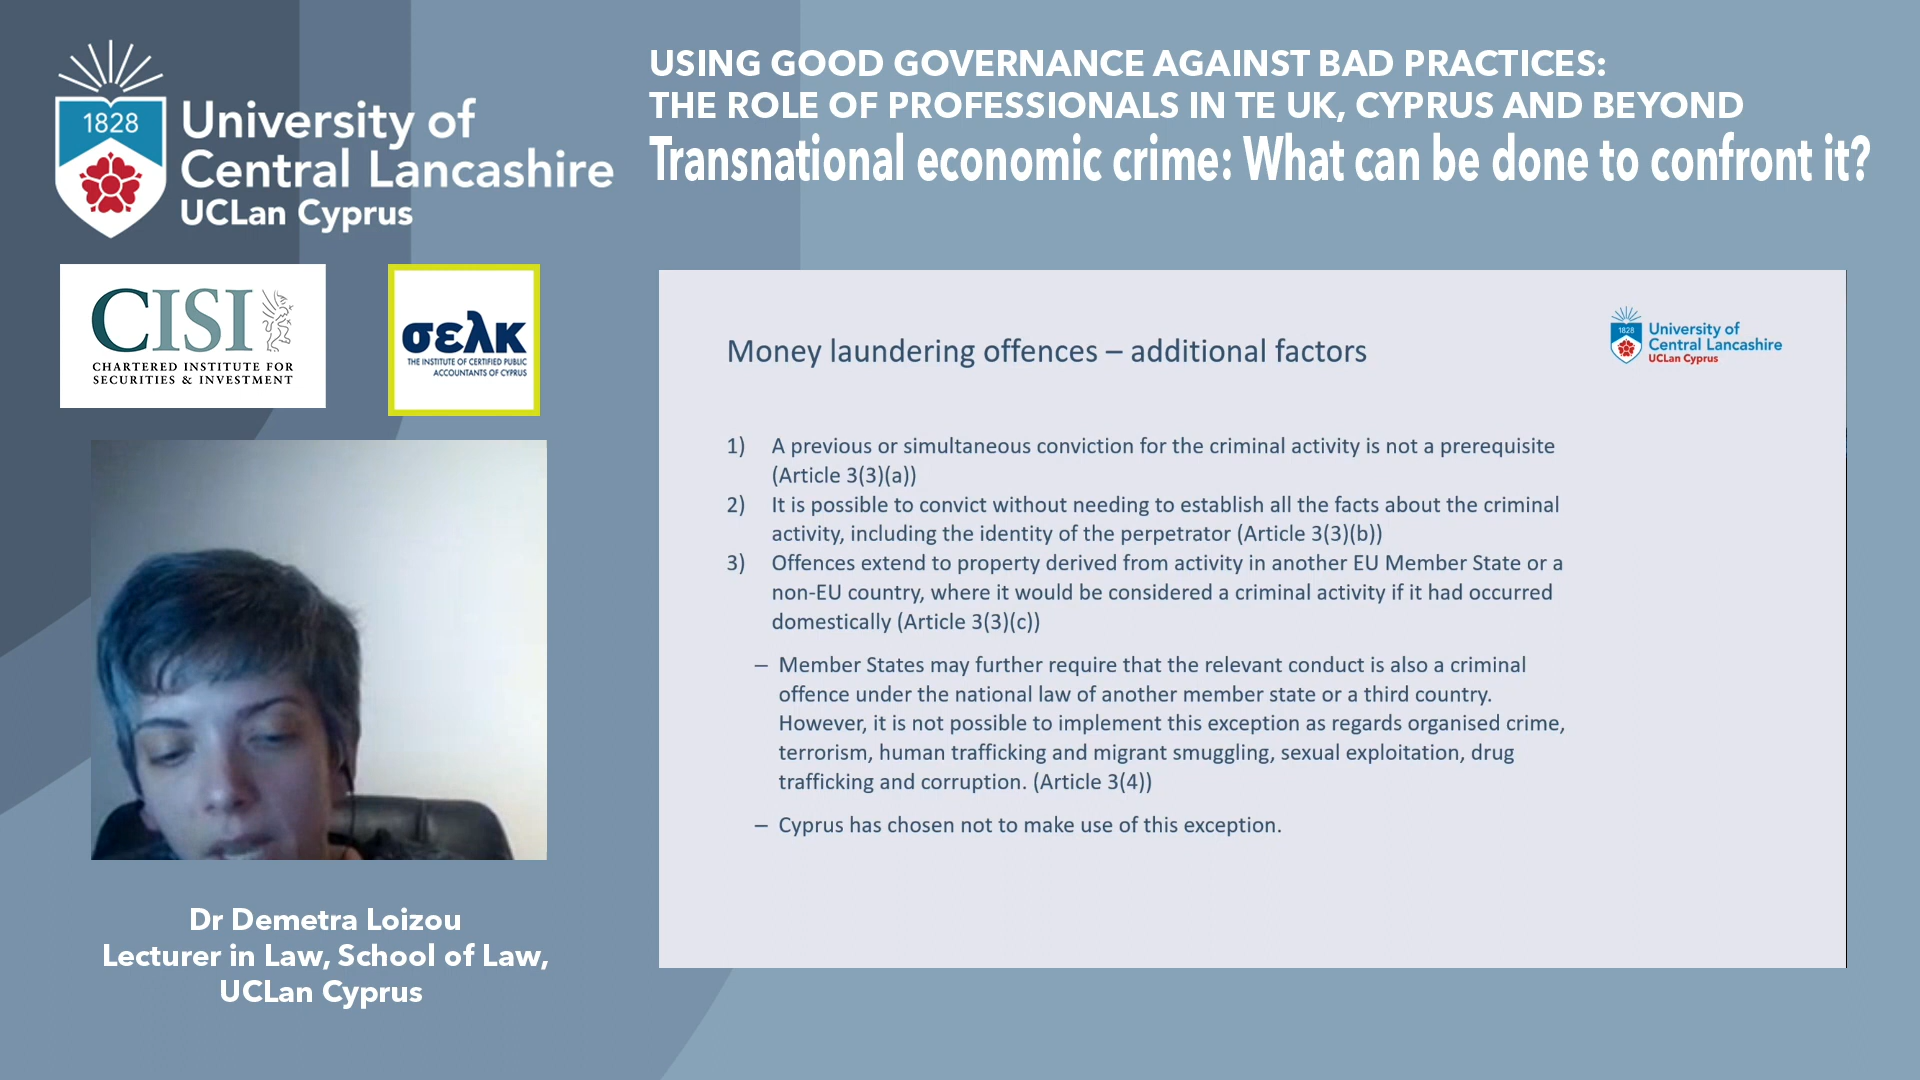 1828
University of
Central Lancashire
UCLan Cyprus
USING GOOD GOVERNANCE AGAINST BAD PRACTICES:
THE ROLE OF PROFESSIONALS IN TE UK, CYPRUS AND BEYOND
Transnational economic crime: What can be done to confront it?
CISI
CHARTERED INSTITUTE FOR
SECURITIES & INVESTMENT
σελκ
THE INSTITUTE OF CERTIFIED PUBLIC
ACCOUNTANTS OF CYPRUS
Dr Demetra Loizou
Lecturer in Law, School of Law,
UCLan Cyprus
Money laundering offences – additional factors
1828
University of
Central Lancashire
UCLan Cyprus
1) A previous or simultaneous conviction for the criminal activity is not a prerequisite
(Article 3(3)(a))
2) It is possible to convict without needing to establish all the facts about the criminal
activity, including the identity of the perpetrator (Article 3(3)(b))
3) Offences extend to property derived from activity in another EU Member State or a
non-EU country, where it would be considered a criminal activity if it had occurred
domestically (Article 3(3)(c))
– Member States may further require that the relevant conduct is also a criminal
offence under the national law of another member state or a third country.
However, it is not possible to implement this exception as regards organised crime,
terrorism, human trafficking and migrant smuggling, sexual exploitation, drug
trafficking and corruption. (Article 3(4))
– Cyprus has chosen not to make use of this exception.